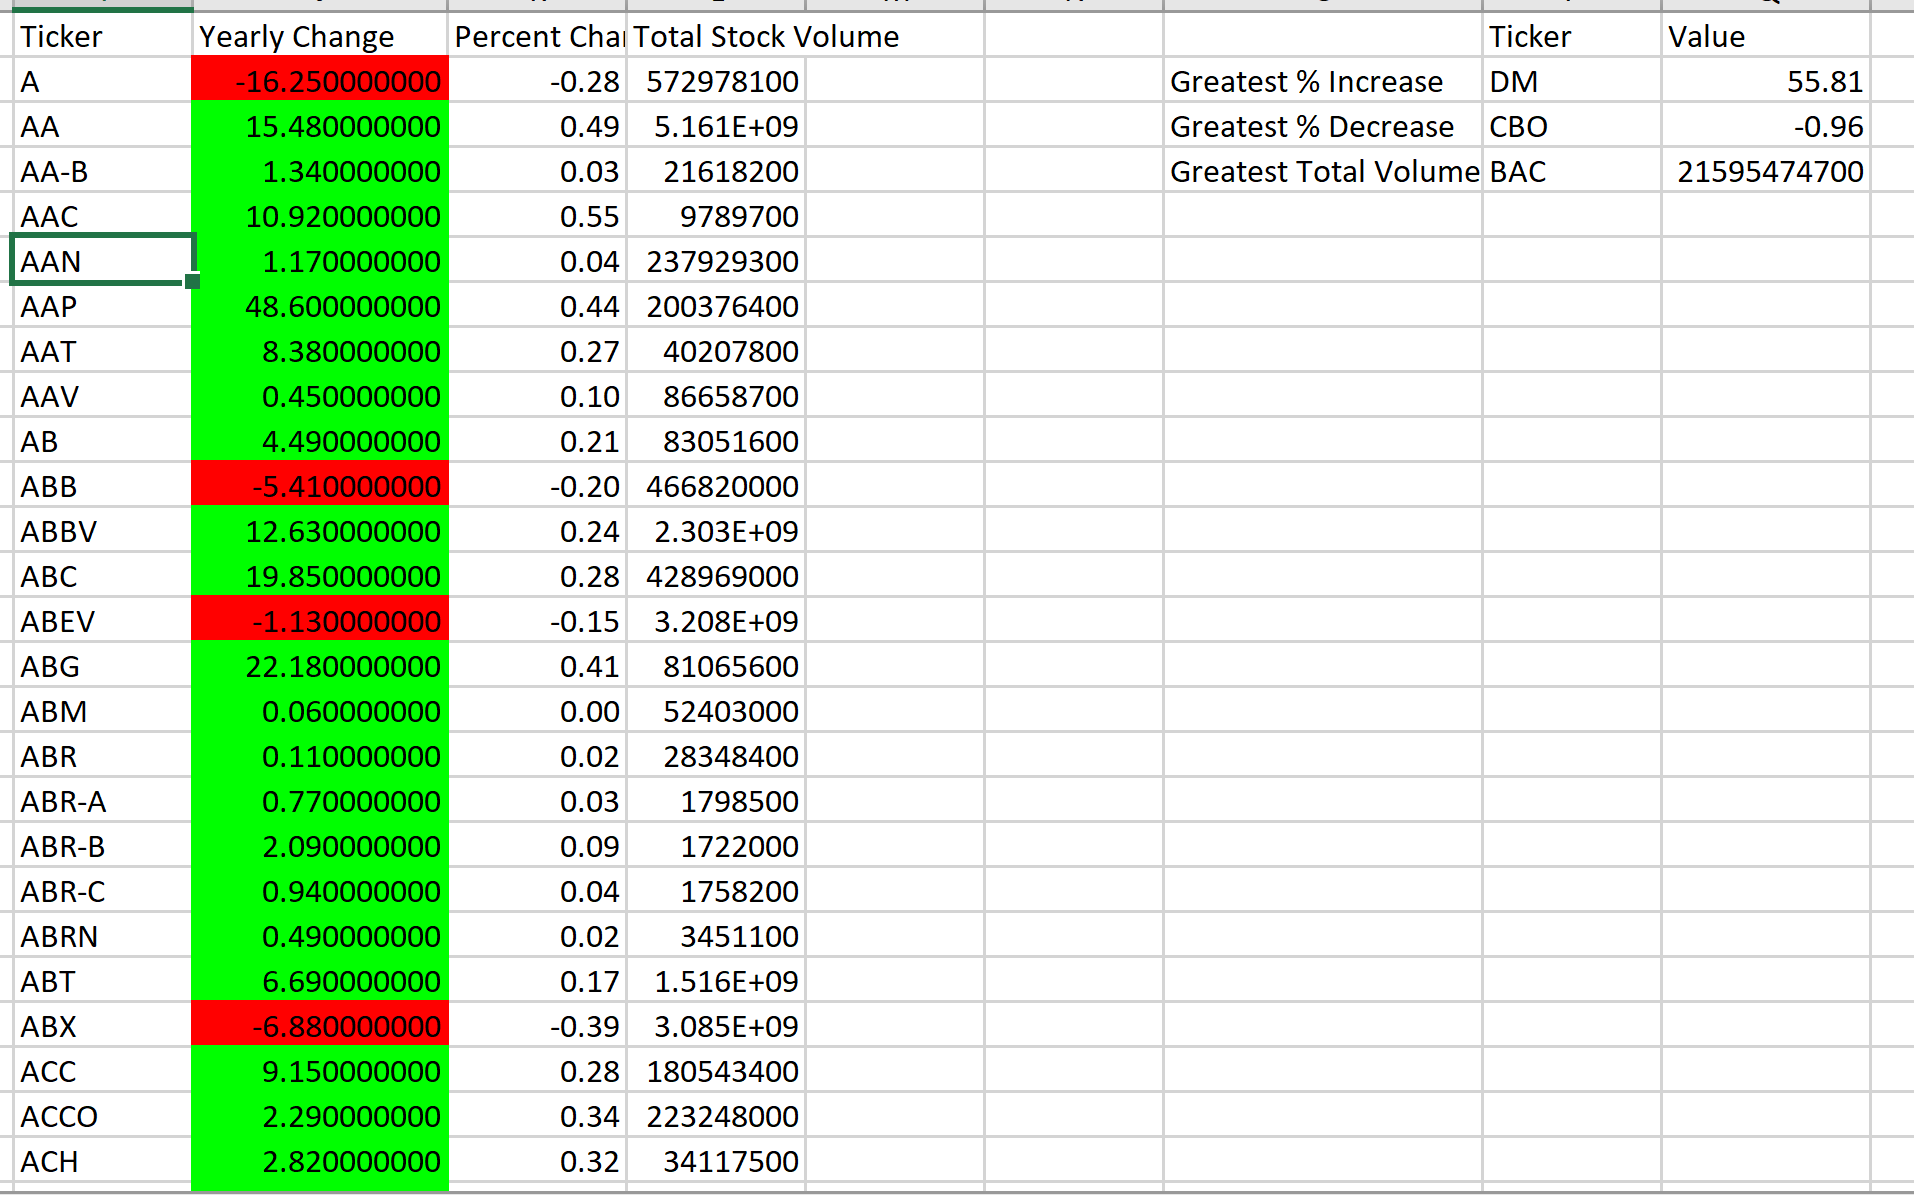 Ticker Yearly Change Percent Cha Total Stock Volume Ticker Value
A -16.250000000 -0.28 572978100 Greatest % Increase DM 55.81
AA 15.480000000 0.49 5.161E+09 Greatest % Decrease CBO -0.96
AA-B 1.340000000 0.03 21618200 Greatest Total Volume BAC 21595474700
AAC 10.920000000 0.55 9789700
AAN 1.170000000 0.04 237929300
AAP 48.600000000 0.44 200376400
AAT 8.380000000 0.27 40207800
AAV 0.450000000 0.10 86658700
AB 4.490000000 0.21 83051600
ABB -5.410000000 -0.20 466820000
ABBV 12.630000000 0.24 2.303E+09
ABC 19.850000000 0.28 428969000
ABEV -1.130000000 -0.15 3.208E+09
ABG 22.180000000 0.41 81065600
ABM 0.060000000 0.00 52403000
ABR 0.110000000 0.02 28348400
ABR-A 0.770000000 0.03 1798500
ABR-B 2.090000000 0.09 1722000
ABR-C 0.940000000 0.04 1758200
ABRN 0.490000000 0.02 3451100
ABT 6.690000000 0.17 1.516E+09
ABX -6.880000000 -0.39 3.085E+09
ACC 9.150000000 0.28 180543400
ACCO 2.290000000 0.34 223248000
ACH 2.820000000 0.32 34117500